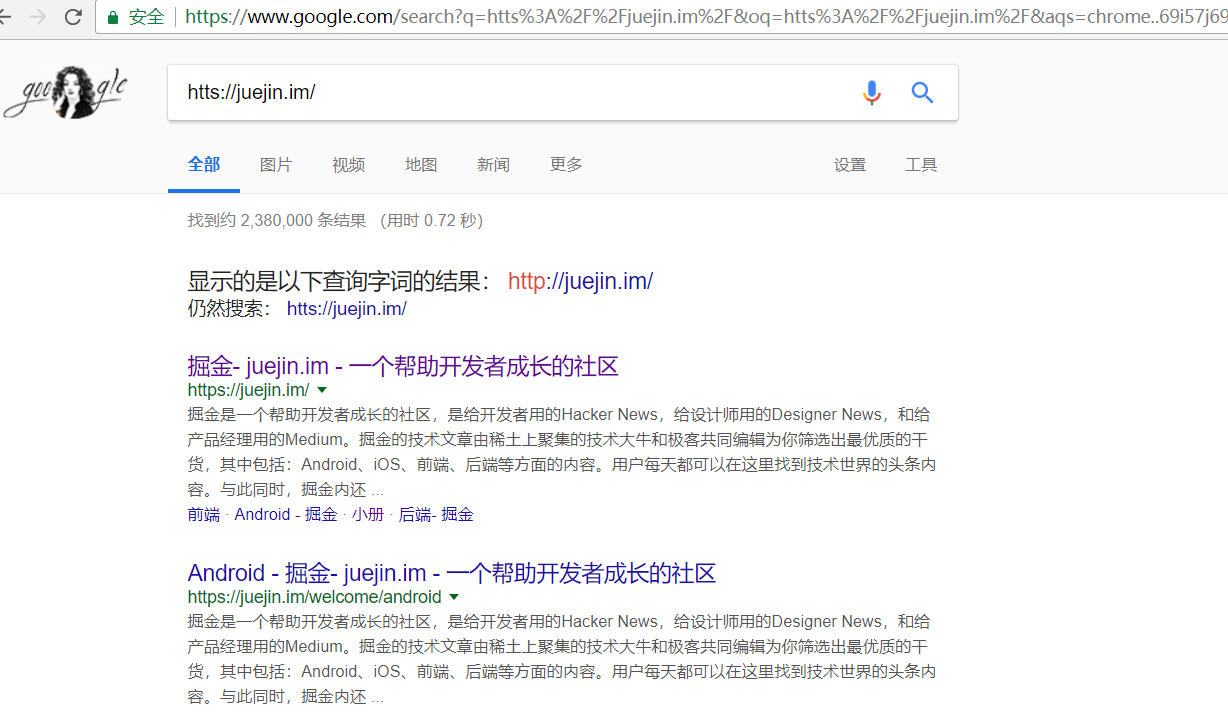 安全 https://www.google.com/search?q=htts%3A%2F%2Fjuejin.im%2F&oq=htts%3A%2F%2Fjuejin.im%2F&aqs=chrome..69i57j69
google
htts://juejin.im/
全部 图片 视频 地图 新闻 更多 设置 工具
找到约 2,380,000 条结果 （用时 0.72 秒）
显示的是以下查询字词的结果： http://juejin.im/
仍然搜索： htts://juejin.im/
掘金- juejin.im - 一个帮助开发者成长的社区
https://juejin.im/
掘金是一个帮助开发者成长的社区，是给开发者用的Hacker News，给设计师用的Designer News，和给
产品经理用的Medium。掘金的技术文章由稀土上聚集的技术大牛和极客共同编辑为你筛选出最优质的干
货，其中包括：Android、iOS、前端、后端等方面的内容。用户每天都可以在这里找到技术世界的头条内
容。与此同时，掘金内还 ...
前端 · Android - 掘金 · 小册 · 后端- 掘金
Android - 掘金- juejin.im - 一个帮助开发者成长的社区
https://juejin.im/welcome/android
掘金是一个帮助开发者成长的社区，是给开发者用的Hacker News，给设计师用的Designer News，和给
产品经理用的Medium。掘金的技术文章由稀土上聚集的技术大牛和极客共同编辑为你筛选出最优质的干
货，其中包括：Android、iOS、前端、后端等方面的内容。用户每天都可以在这里找到技术世界的头条内
容。与此同时，掘金内还 ...